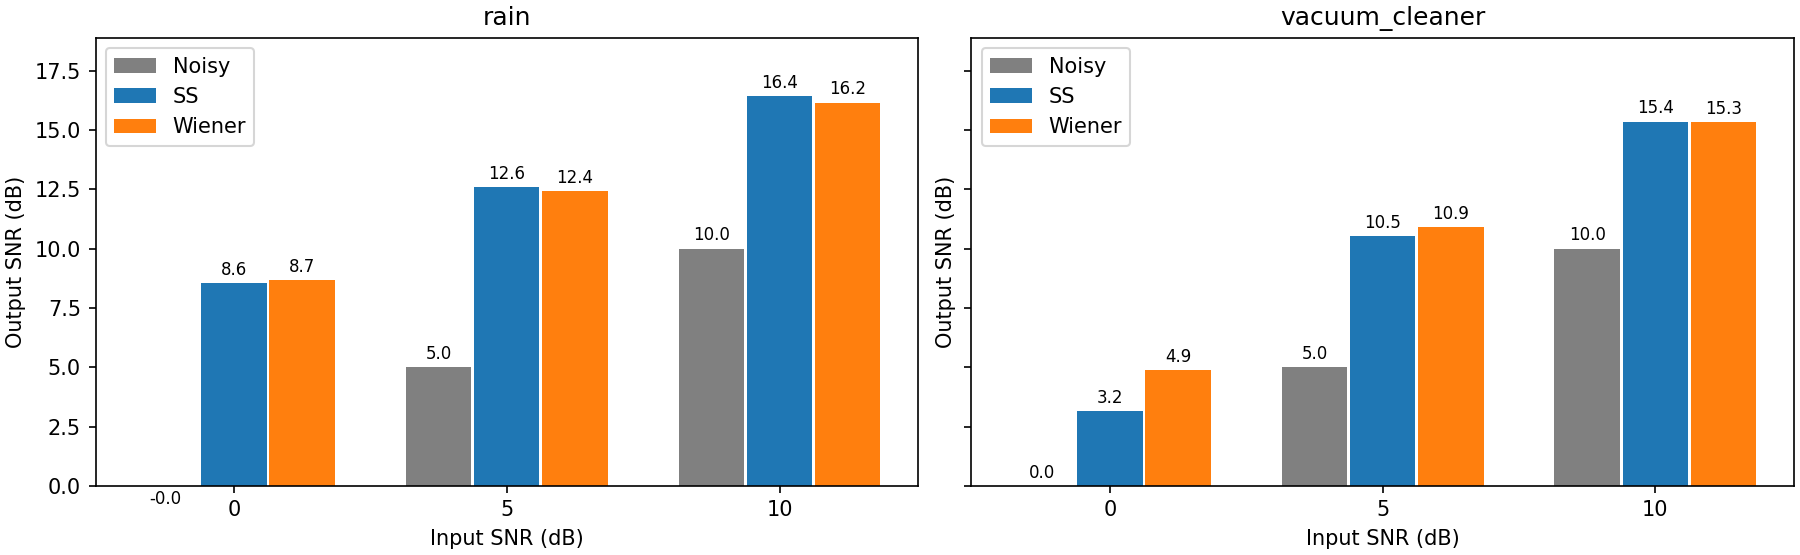 rain
Noisy
SS
Wiener
Output SNR (dB)
17.5
15.0
12.5
10.0
7.5
5.0
2.5
0.0
-0.0
8.6
8.7
5.0
12.6
12.4
10.0
16.4
16.2
0
5
10
Input SNR (dB)
vacuum_cleaner
Noisy
SS
Wiener
Output SNR (dB)
0.0
3.2
4.9
5.0
10.5
10.9
10.0
15.4
15.3
0
5
10
Input SNR (dB)